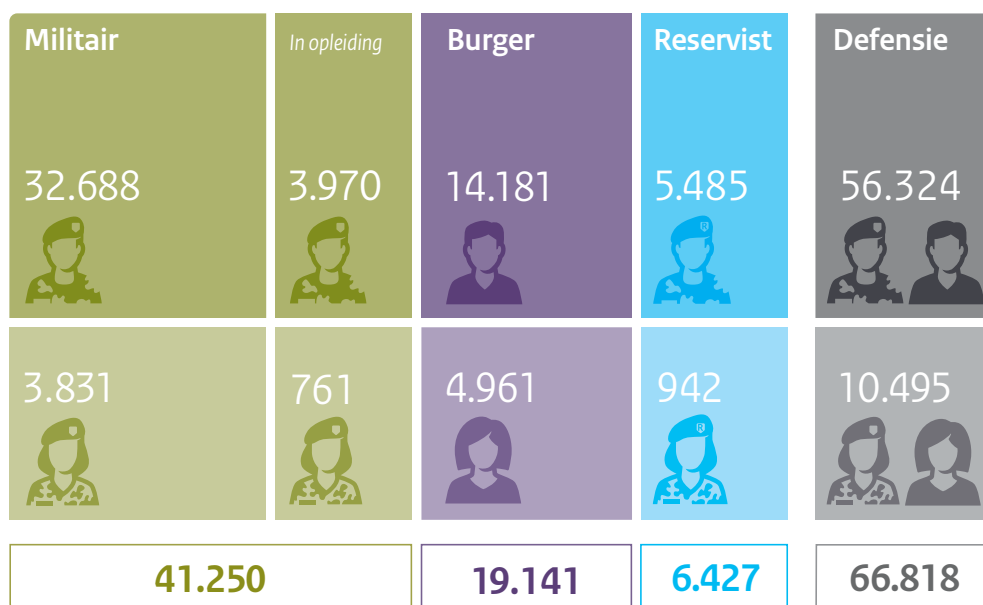 Militair In opleiding Burger Reservist Defensie
32.688 3.970 14.181 5.485 56.324
3.831 761 4.961 942 10.495
41.250 19.141 6.427 66.818